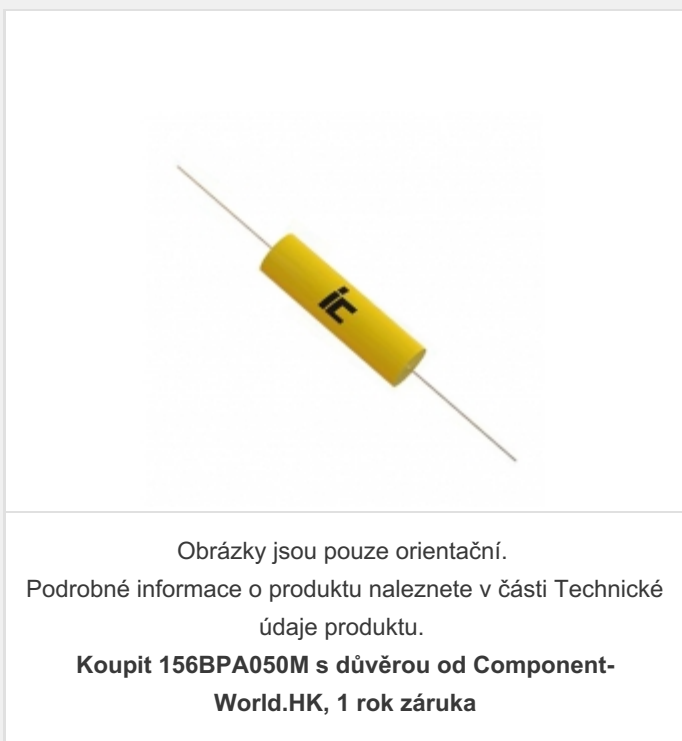 ic
Obrázky jsou pouze orientační.
Podrobné informace o produktu naleznete v části Technické
údaje produktu.
Koupit 156BPA050M s důvěrou od Component-
World.HK, 1 rok záruka